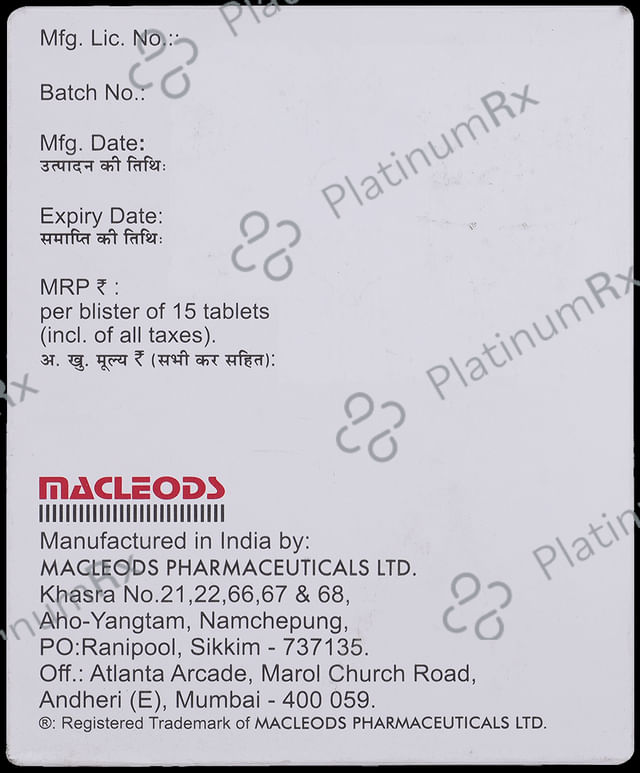 Mfg. Lic. No.::
Batch No.:
Mfg. Date:
उत्पादन की तिथिः
Expiry Date:
समाप्ति की तिथिः
MRP ₹ :
per blister of 15 tablets
(incl. of all taxes).
अ. खु. मूल्य ₹ (सभी कर सहित):
MACLEODS
Manufactured in India by:
MACLEODS PHARMACEUTICALS LTD.
Khasra No.21,22,66,67 & 68,
Aho-Yangtam, Namchepung,
PO:Ranipool, Sikkim - 737135.
Off.: Atlanta Arcade, Marol Church Road,
Andheri (E), Mumbai - 400 059.
®: Registered Trademark of MACLEODS PHARMACEUTICALS LTD.
PlatinumRx
PlatinumRx